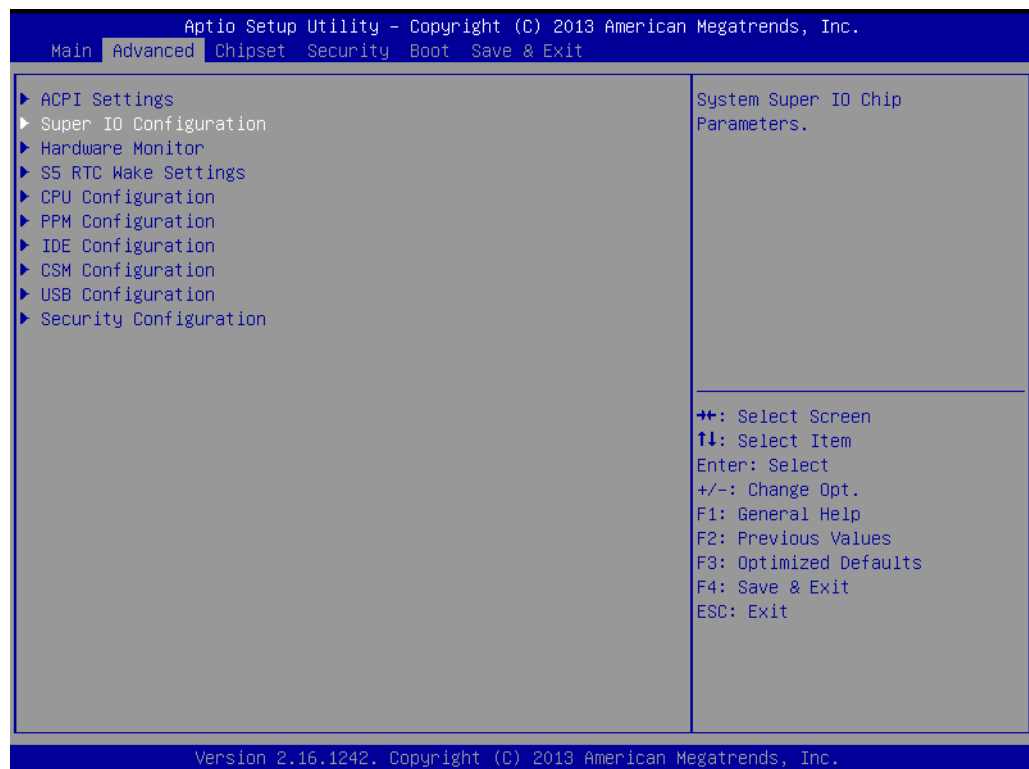 Aptio Setup Utility – Copyright (C) 2013 American Megatrends, Inc.
Main Advanced Chipset Security Boot Save & Exit
▶ ACPI Settings
▶ Super IO Configuration
▶ Hardware Monitor
▶ S5 RTC Wake Settings
▶ CPU Configuration
▶ PPM Configuration
▶ IDE Configuration
▶ CSM Configuration
▶ USB Configuration
▶ Security Configuration
System Super IO Chip
Parameters.
→←: Select Screen
↑↓: Select Item
Enter: Select
+/-: Change Opt.
F1: General Help
F2: Previous Values
F3: Optimized Defaults
F4: Save & Exit
ESC: Exit
Version 2.16.1242. Copyright (C) 2013 American Megatrends, Inc.